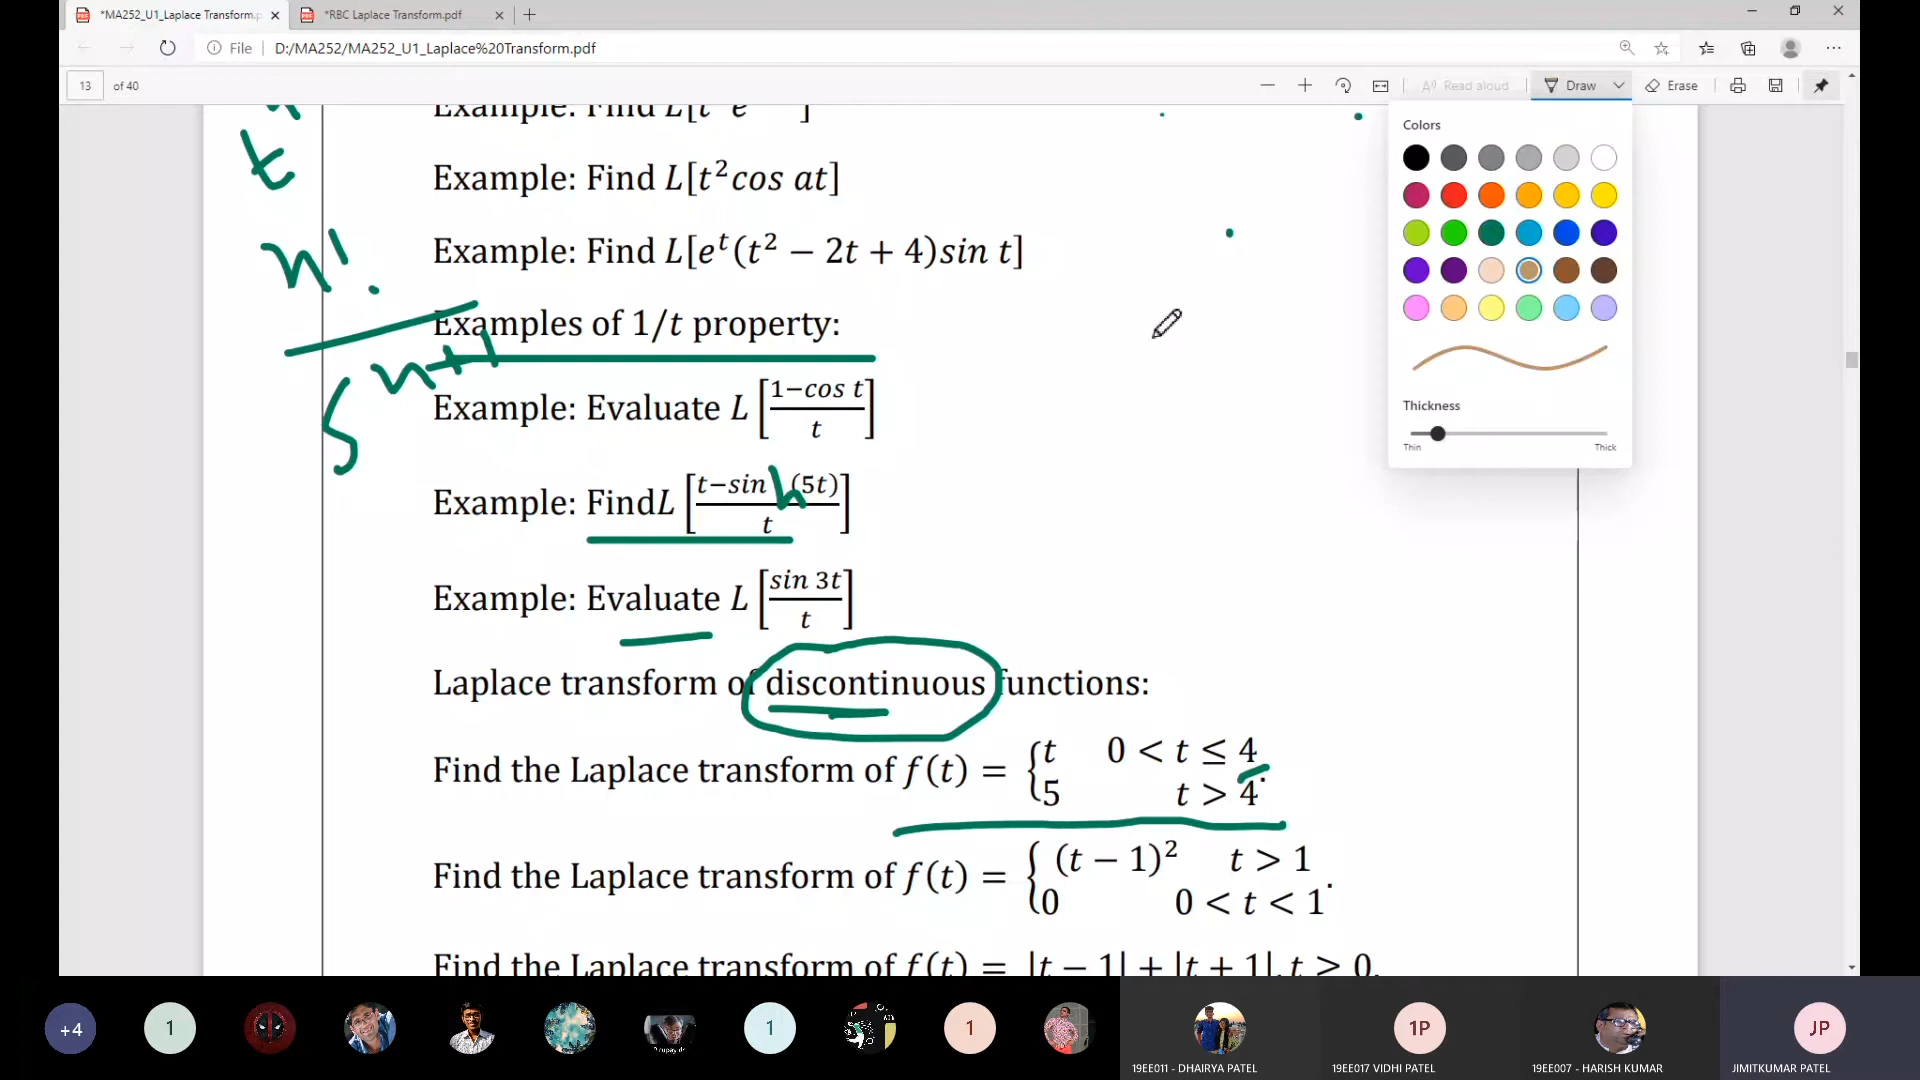 *MA252_U1_Laplace Transform.p
*RBC Laplace Transform.pdf
File
D:/MA252/MA252_U1_Laplace%20Transform.pdf
13 of 40
Read aloud
Draw
Erase
Colors
Thickness
Thin
Thick
Example: Find L[t e ]
Example: Find L[t²cos at]
Example: Find L[eᵗ(t² − 2t + 4)sin t]
Examples of 1/t property:
Example: Evaluate L [1−cos t / t]
Example: FindL [t−sin h (5t) / t]
Example: Evaluate L [sin 3t / t]
Laplace transform of discontinuous functions:
Find the Laplace transform of f(t) = {t 0 < t ≤ 4
5 t > 4.
Find the Laplace transform of f(t) = { (t − 1)² t > 1
0 0 < t < 1.
Find the Laplace transform of f(t) = |t − 1| + |t + 1|, t > 0.
t
n!
s n+1
+4
1
1
1
1P
JP
19EE011 - DHAIRYA PATEL
19EE017 VIDHI PATEL
19EE007 - HARISH KUMAR
JIMITKUMAR PATEL